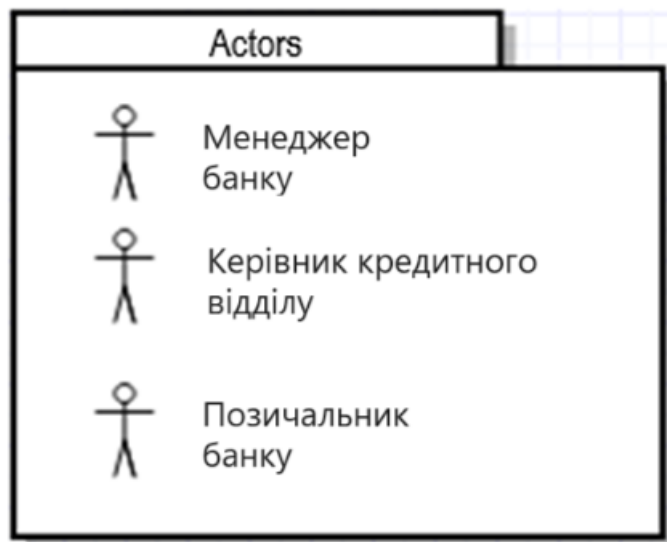 Actors
Менеджер
банку
Керівник кредитного
відділу
Позичальник
банку